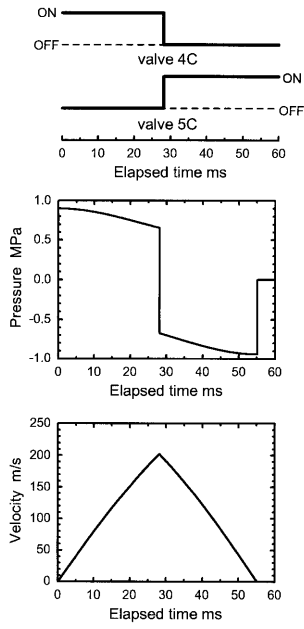 ON
OFF
valve 4C
ON
OFF
valve 5C
0 10 20 30 40 50 60
Elapsed time ms
1.0
0.5
0.0
-0.5
-1.0
Pressure MPa
0 10 20 30 40 50 60
Elapsed time ms
250
200
150
100
50
0
Velocity m/s
0 10 20 30 40 50 60
Elapsed time ms